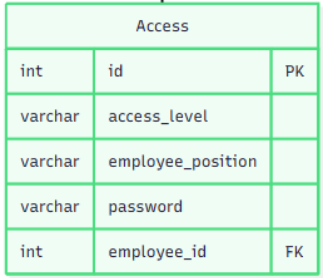 Access
int id PK
varchar access_level
varchar employee_position
varchar password
int employee_id FK